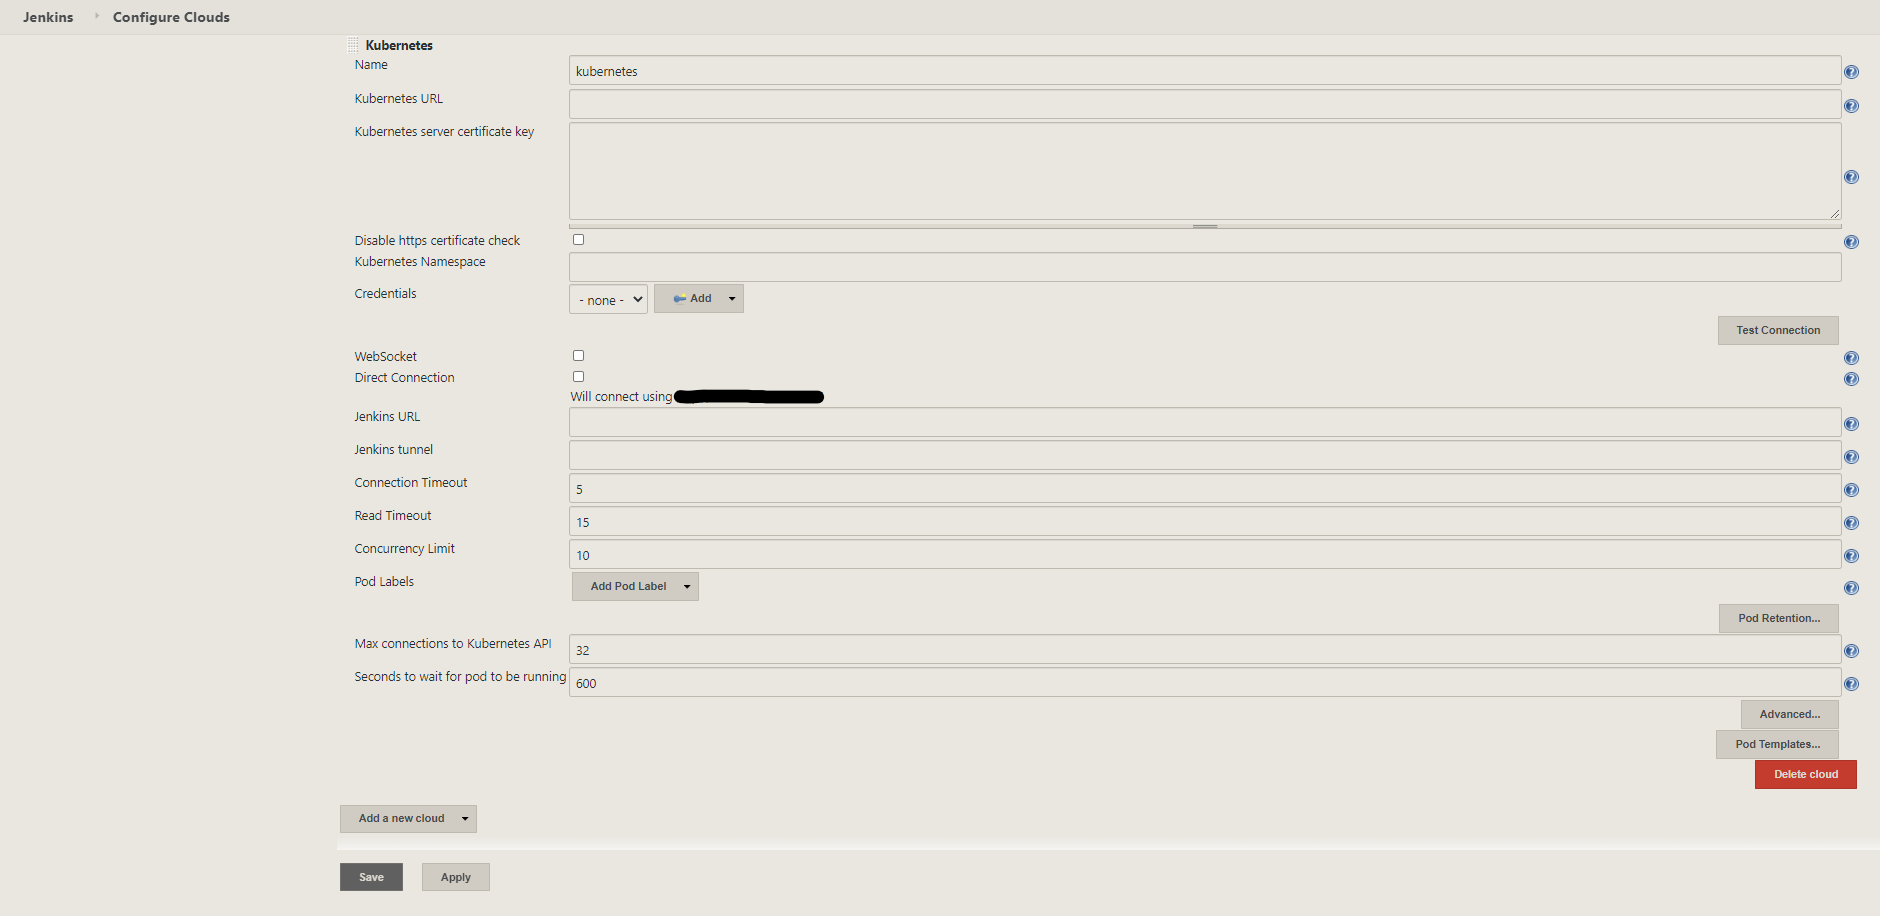 Jenkins Configure Clouds
Kubernetes
Name kubernetes
Kubernetes URL
Kubernetes server certificate key
Disable https certificate check
Kubernetes Namespace
Credentials - none - Add
Test Connection
WebSocket
Direct Connection
Will connect using
Jenkins URL
Jenkins tunnel
Connection Timeout 5
Read Timeout 15
Concurrency Limit 10
Pod Labels Add Pod Label
Pod Retention...
Max connections to Kubernetes API 32
Seconds to wait for pod to be running 600
Advanced...
Pod Templates...
Delete cloud
Add a new cloud
Save Apply